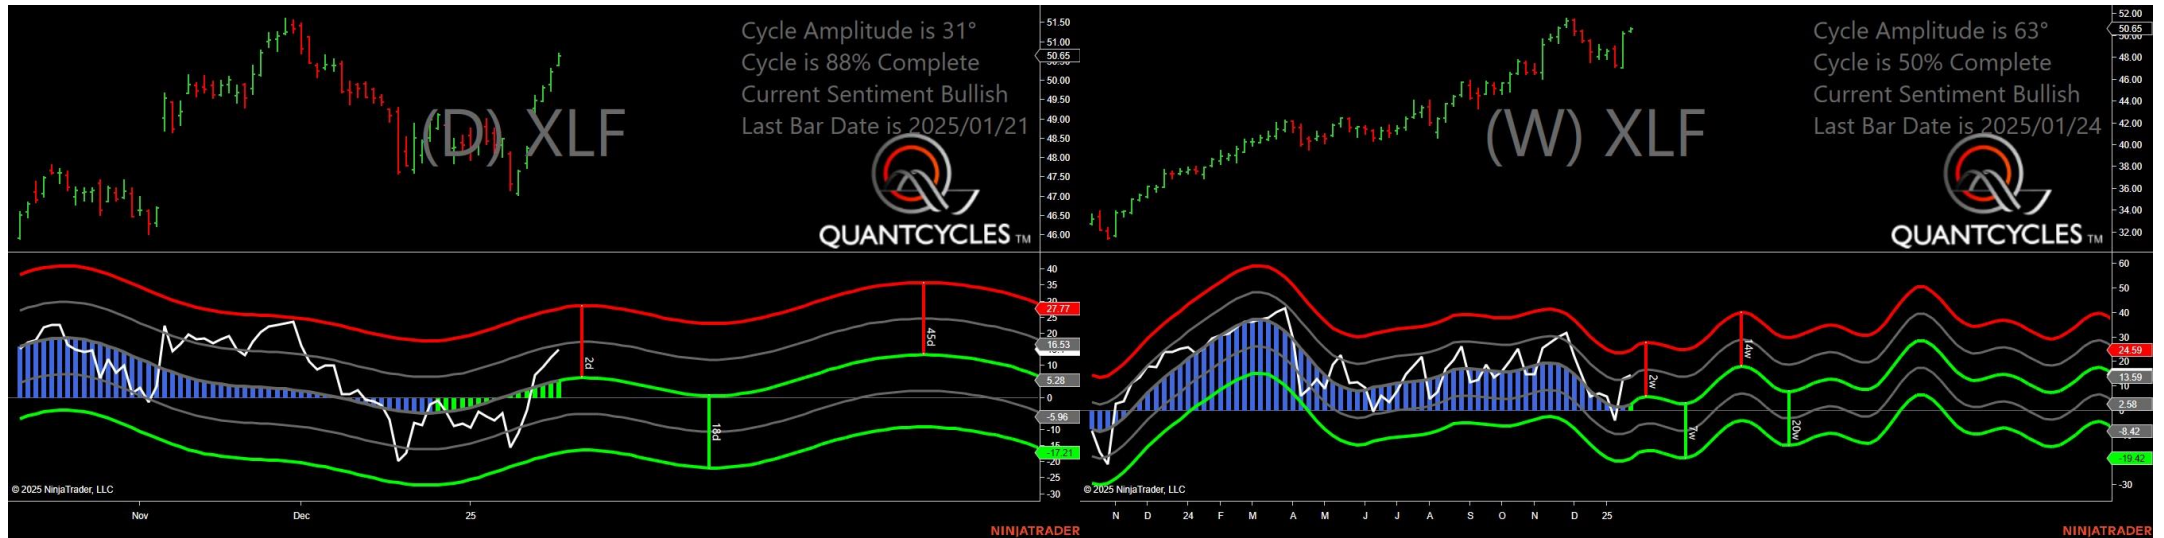 Cycle Amplitude is 31°
Cycle is 88% Complete
Current Sentiment Bullish
Last Bar Date is 2025/01/21
(D) XLF
QUANTCYCLES TM
51.50
51.00
50.65
50.00
49.50
49.00
48.50
48.00
47.50
47.00
46.50
46.00
40
35
27.77
25
20
16.53
10
5.28
0
-5.96
-10
-15
-17.21
-20
-25
-30
2d
18d
45d
© 2025 NinjaTrader, LLC
Nov
Dec
25
NINJATRADER
Cycle Amplitude is 63°
Cycle is 50% Complete
Current Sentiment Bullish
Last Bar Date is 2025/01/24
(W) XLF
QUANTCYCLES TM
52.00
50.65
48.00
46.00
44.00
42.00
40.00
38.00
36.00
34.00
32.00
60
50
40
30
24.59
20
13.59
10
2.58
-8.42
-19.42
-30
2w
7w
14w
20w
© 2025 NinjaTrader, LLC
N D 24 F M A M J J A S O N D 25
NINJATRADER